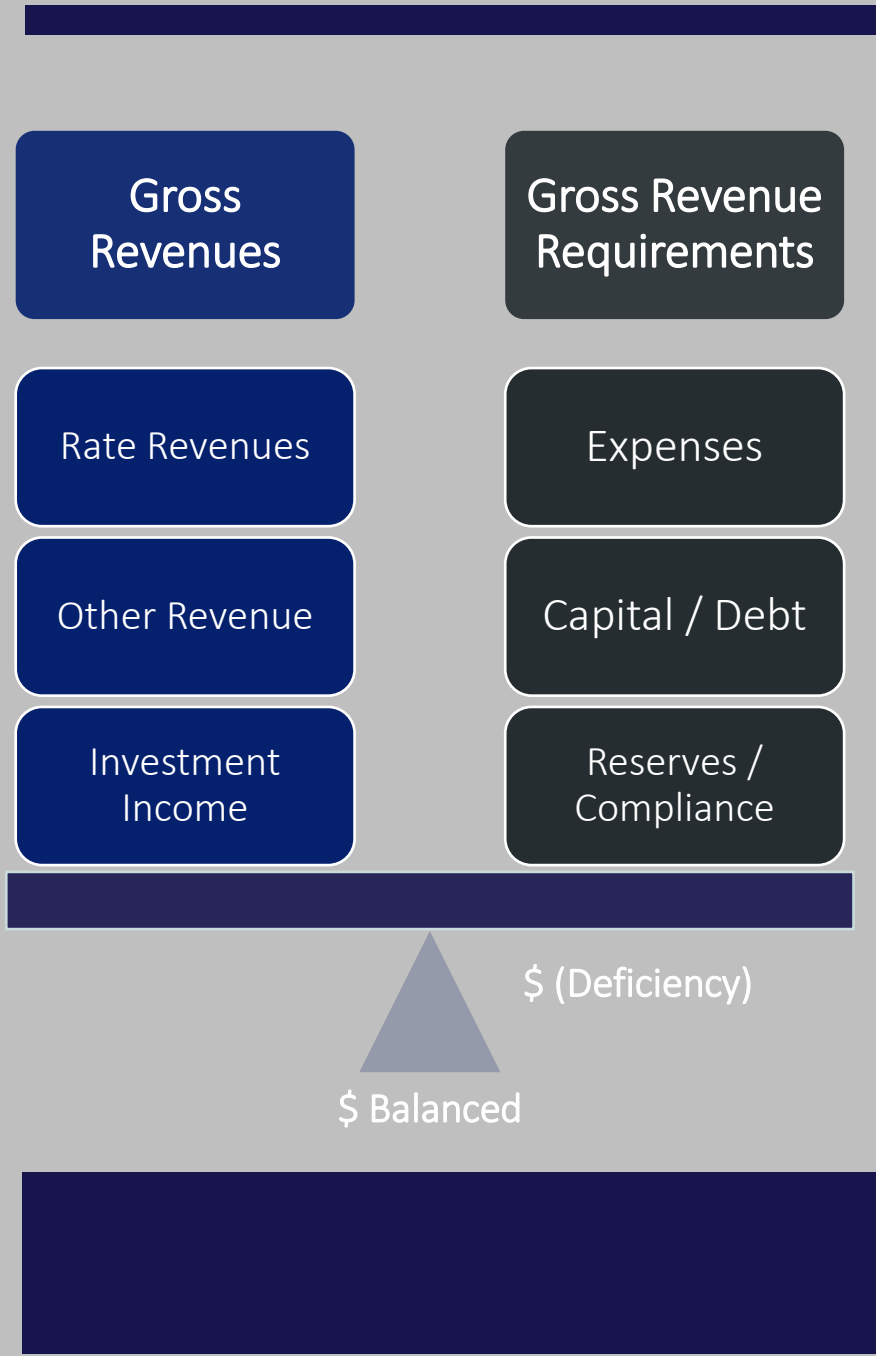 Gross
Revenues
Gross Revenue
Requirements
Rate Revenues
Expenses
Other Revenue
Capital / Debt
Investment
Income
Reserves /
Compliance
$ (Deficiency)
$ Balanced